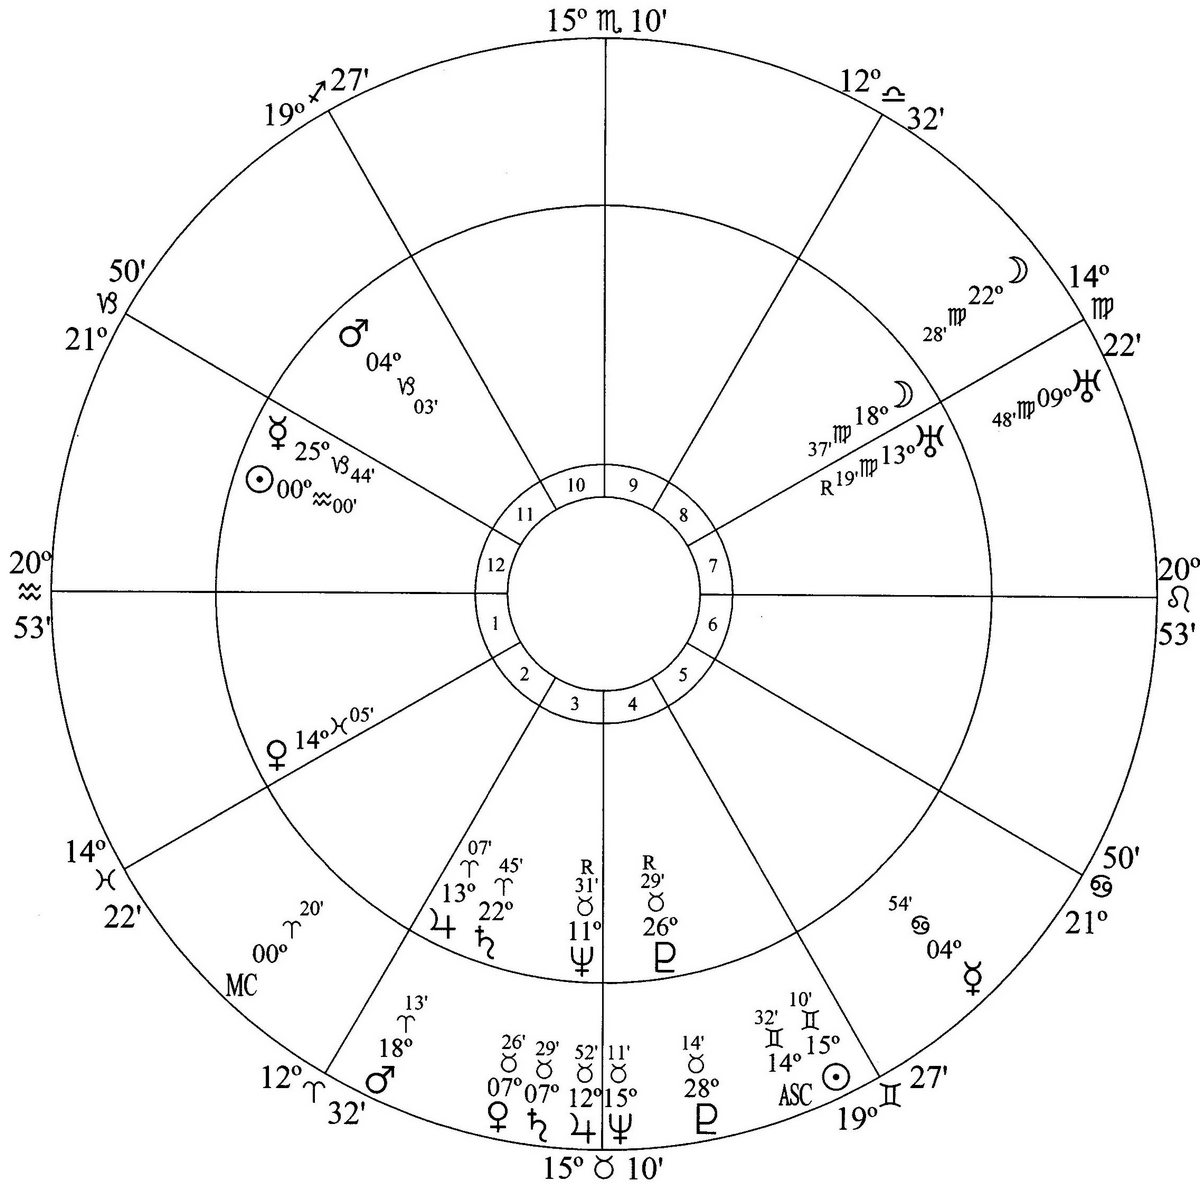 15º ♏ 10'
19º ♐ 27'
12º ♎ 32'
50' ♑ 21º
14º ♍ 22'
☽ 22º ♍ 28'
♅ 09º ♍ 48'
♂ 04º ♑ 03'
☽ 18º ♍ 37'
♅ 13º ♍ 19' R
☿ 25º ♑ 44'
☉ 00º ♒ 00'
10
9
11
8
12
7
1
6
2
5
3
4
20º ♒ 53'
20º ♌ 53'
♀ 14º ♓ 05'
14º ♓ 22'
50' ♋ 21º
07' ♈ 13º ♃
45' ♈ 22º ♄
R 31' ♉ 11º ♆
R 29' ♉ 26º ♇
MC 00º ♈ 20'
54' ♋ 04º ☿
13' ♈ 18º ♂
26' ♉ 07º ♀
29' ♉ 07º ♄
52' ♉ 12º ♃
11' ♉ 15º ♆
14' ♉ 28º ♇
32' ♊ 14º ASC
10' ♊ 15º ☉
12º ♈ 32'
19º ♊ 27'
15º ♉ 10'